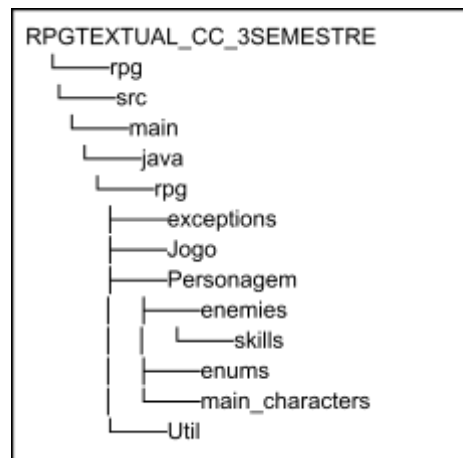 RPGTEXTUAL_CC_3SEMESTRE
rpg
src
main
java
rpg
exceptions
Jogo
Personagem
enemies
skills
enums
main_characters
Util